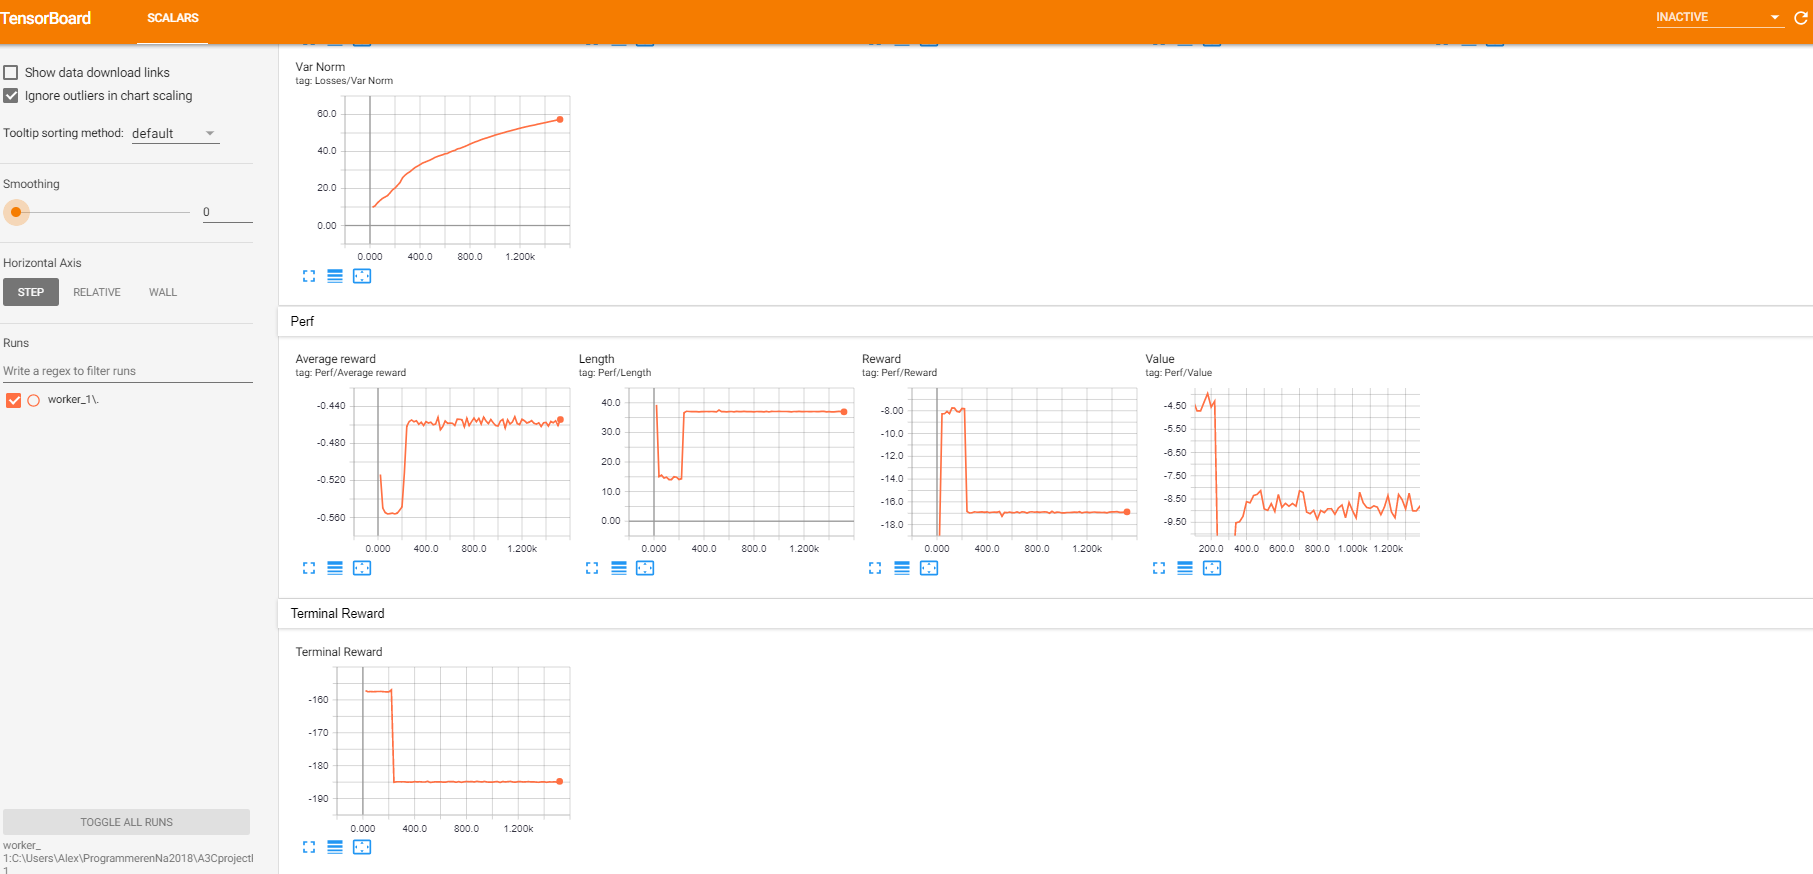 TensorBoard
SCALARS
INACTIVE
Show data download links
Ignore outliers in chart scaling
Tooltip sorting method: default
Smoothing
0
Horizontal Axis
STEP RELATIVE WALL
Runs
Write a regex to filter runs
worker_1\.
TOGGLE ALL RUNS
worker_
1:C:\Users\Alex\ProgrammerenNa2018\A3Cproject\
1
Var Norm
tag: Losses/Var Norm
60.0
40.0
20.0
0.00
0.000 400.0 800.0 1.200k
Perf
Average reward
tag: Perf/Average reward
-0.440
-0.480
-0.520
-0.560
0.000 400.0 800.0 1.200k
Length
tag: Perf/Length
40.0
30.0
20.0
10.0
0.00
0.000 400.0 800.0 1.200k
Reward
tag: Perf/Reward
-8.00
-10.0
-12.0
-14.0
-16.0
-18.0
0.000 400.0 800.0 1.200k
Value
tag: Perf/Value
-4.50
-5.50
-6.50
-7.50
-8.50
-9.50
200.0 400.0 600.0 800.0 1.000k 1.200k
Terminal Reward
Terminal Reward
-160
-170
-180
-190
0.000 400.0 800.0 1.200k